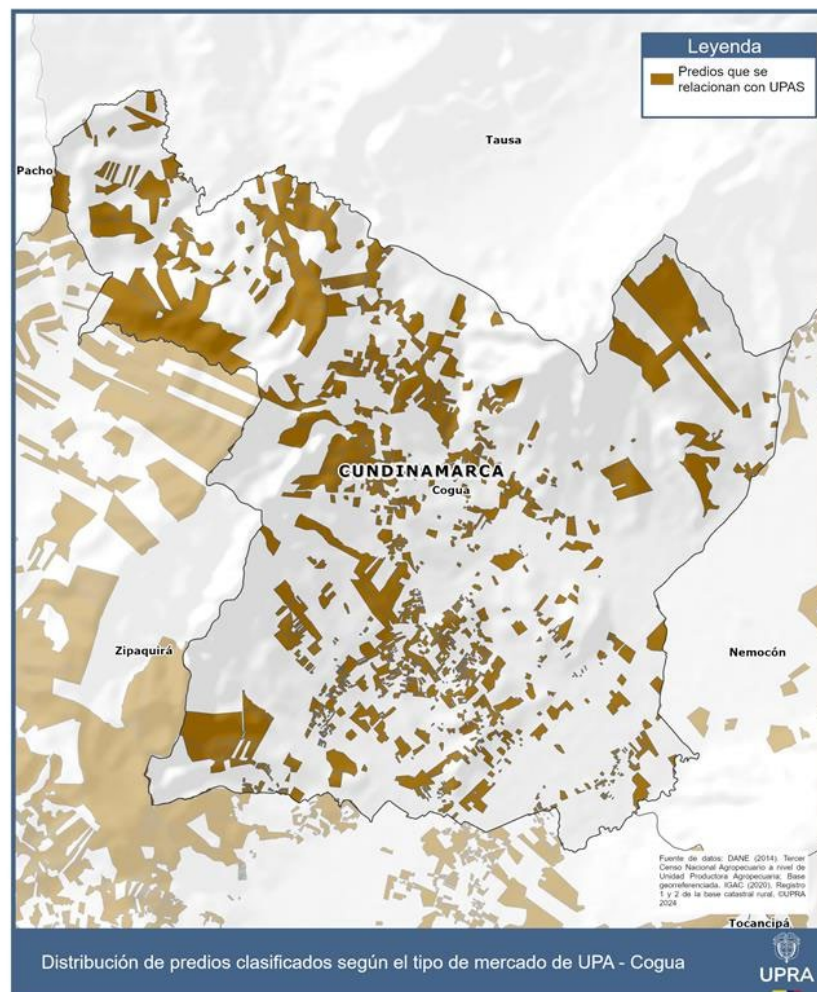 Leyenda
Predios que se
relacionan con UPAS
Tausa
Pacho
CUNDINAMARCA
Cogua
Zipaquirá
Nemocón
Fuente de datos: DANE (2014). Tercer
Censo Nacional Agropecuario a nivel de
Unidad Productora Agropecuaria; Base
georreferenciada. IGAC (2020), Registro
1 y 2 de la base catastral rural. ©UPRA
2024
Tocancipá
Distribución de predios clasificados según el tipo de mercado de UPA - Cogua
UPRA